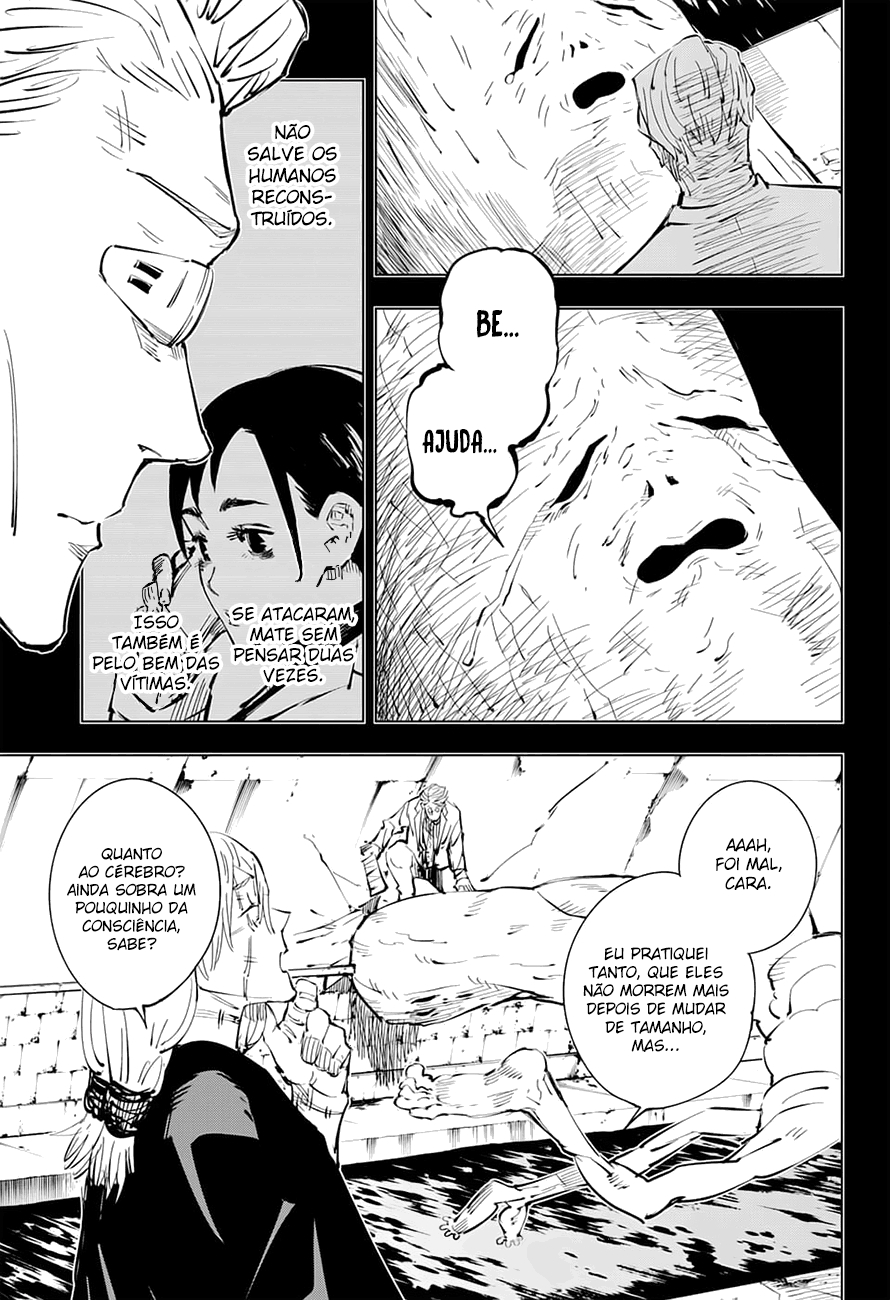 BE...
AJUDA...
NÃO
SALVE OS
HUMANOS
RECONS-
TRUÍDOS.
SE ATACARAM,
MATE SEM
PENSAR DUAS
VEZES.
ISSO
TAMBÉM É
PELO BEM DAS
VÍTIMAS.
AAAH,
FOI MAL,
CARA.
EU PRATIQUEI
TANTO, QUE ELES
NÃO MORREM MAIS
DEPOIS DE MUDAR
DE TAMANHO,
MAS...
QUANTO
AO CÉREBRO?
AINDA SOBRA UM
POUQUINHO DA
CONSCIÊNCIA,
SABE?